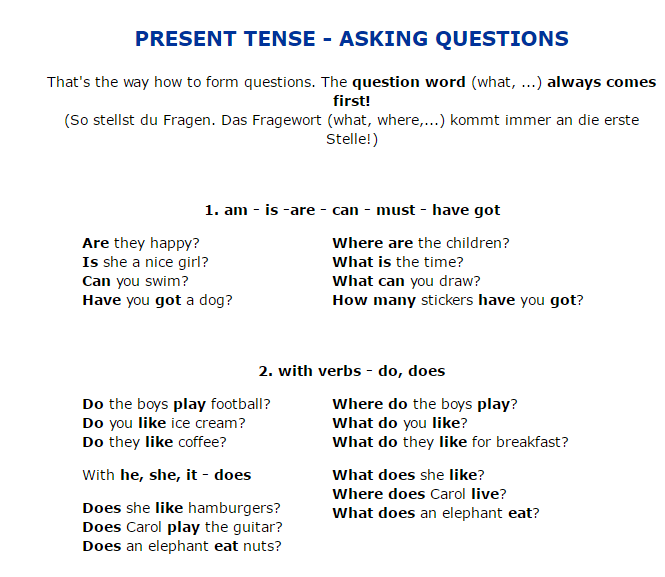 PRESENT TENSE - ASKING QUESTIONS
That's the way how to form questions. The question word (what, ...) always comes
first!
(So stellst du Fragen. Das Fragewort (what, where,...) kommt immer an die erste
Stelle!)
1. am - is -are - can - must - have got
Are they happy?
Is she a nice girl?
Can you swim?
Have you got a dog?
Where are the children?
What is the time?
What can you draw?
How many stickers have you got?
2. with verbs - do, does
Do the boys play football?
Do you like ice cream?
Do they like coffee?
Where do the boys play?
What do you like?
What do they like for breakfast?
With he, she, it - does
Does she like hamburgers?
Does Carol play the guitar?
Does an elephant eat nuts?
What does she like?
Where does Carol live?
What does an elephant eat?